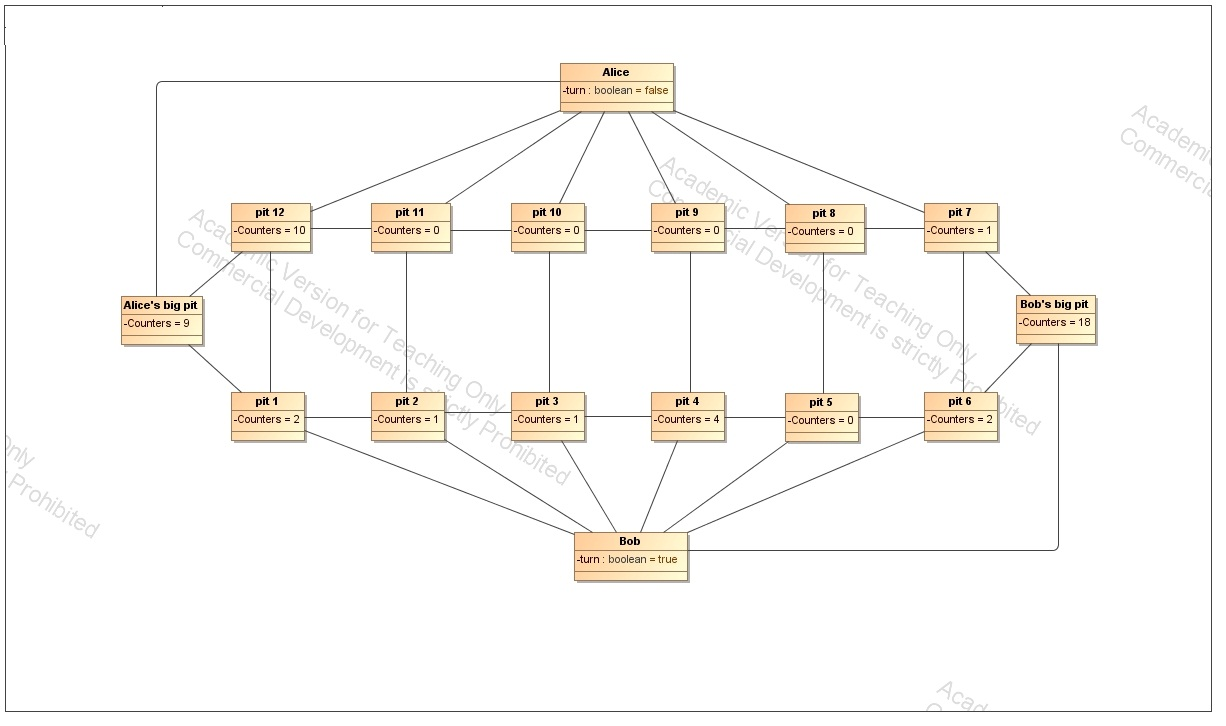 Alice
-turn : boolean = false
pit 12
-Counters = 10
pit 11
-Counters = 0
pit 10
-Counters = 0
pit 9
-Counters = 0
pit 8
-Counters = 0
pit 7
-Counters = 1
Alice's big pit
-Counters = 9
Bob's big pit
-Counters = 18
pit 1
-Counters = 2
pit 2
-Counters = 1
pit 3
-Counters = 1
pit 4
-Counters = 4
pit 5
-Counters = 0
pit 6
-Counters = 2
Bob
-turn : boolean = true
Academic Version for Teaching Only
Commercial Development is strictly Prohibited
Academic Version for Teaching Only
Commercial Development is strictly Prohibited
Only
Prohibited